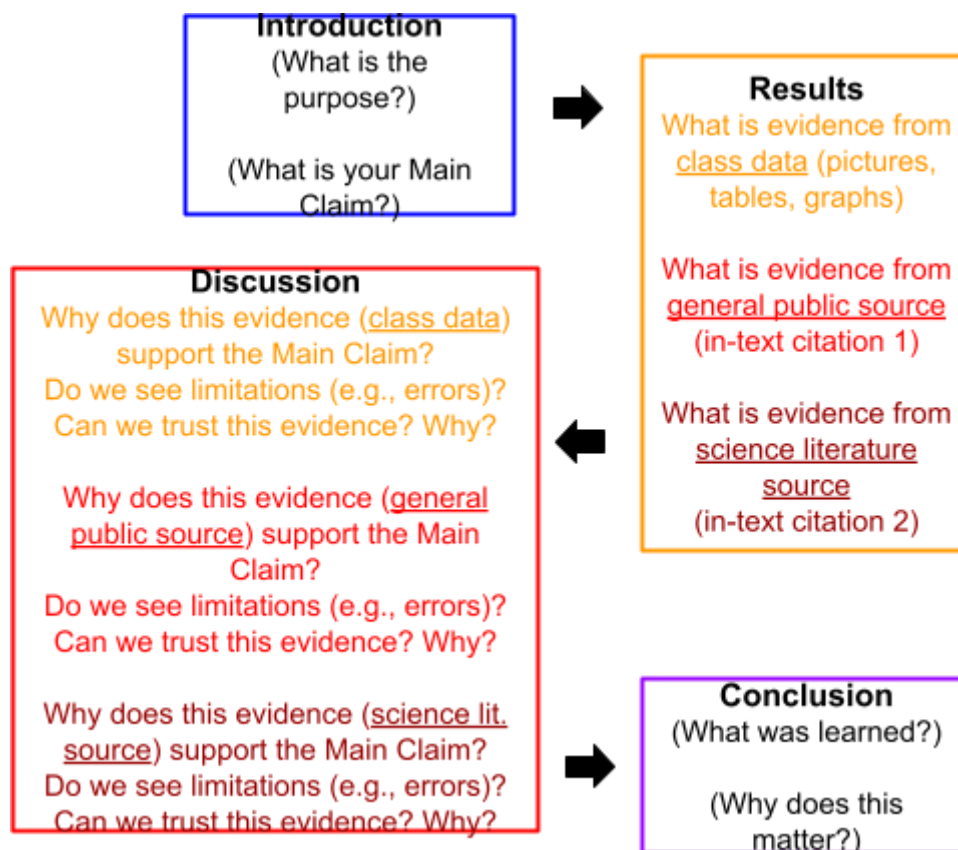 Introduction
(What is the
purpose?)
(What is your Main
Claim?)
Results
What is evidence from
class data (pictures,
tables, graphs)
What is evidence from
general public source
(in-text citation 1)
What is evidence from
science literature
source
(in-text citation 2)
Discussion
Why does this evidence (class data)
support the Main Claim?
Do we see limitations (e.g., errors)?
Can we trust this evidence? Why?
Why does this evidence (general
public source) support the Main
Claim?
Do we see limitations (e.g., errors)?
Can we trust this evidence? Why?
Why does this evidence (science lit.
source) support the Main Claim?
Do we see limitations (e.g., errors)?
Can we trust this evidence? Why?
Conclusion
(What was learned?)
(Why does this
matter?)